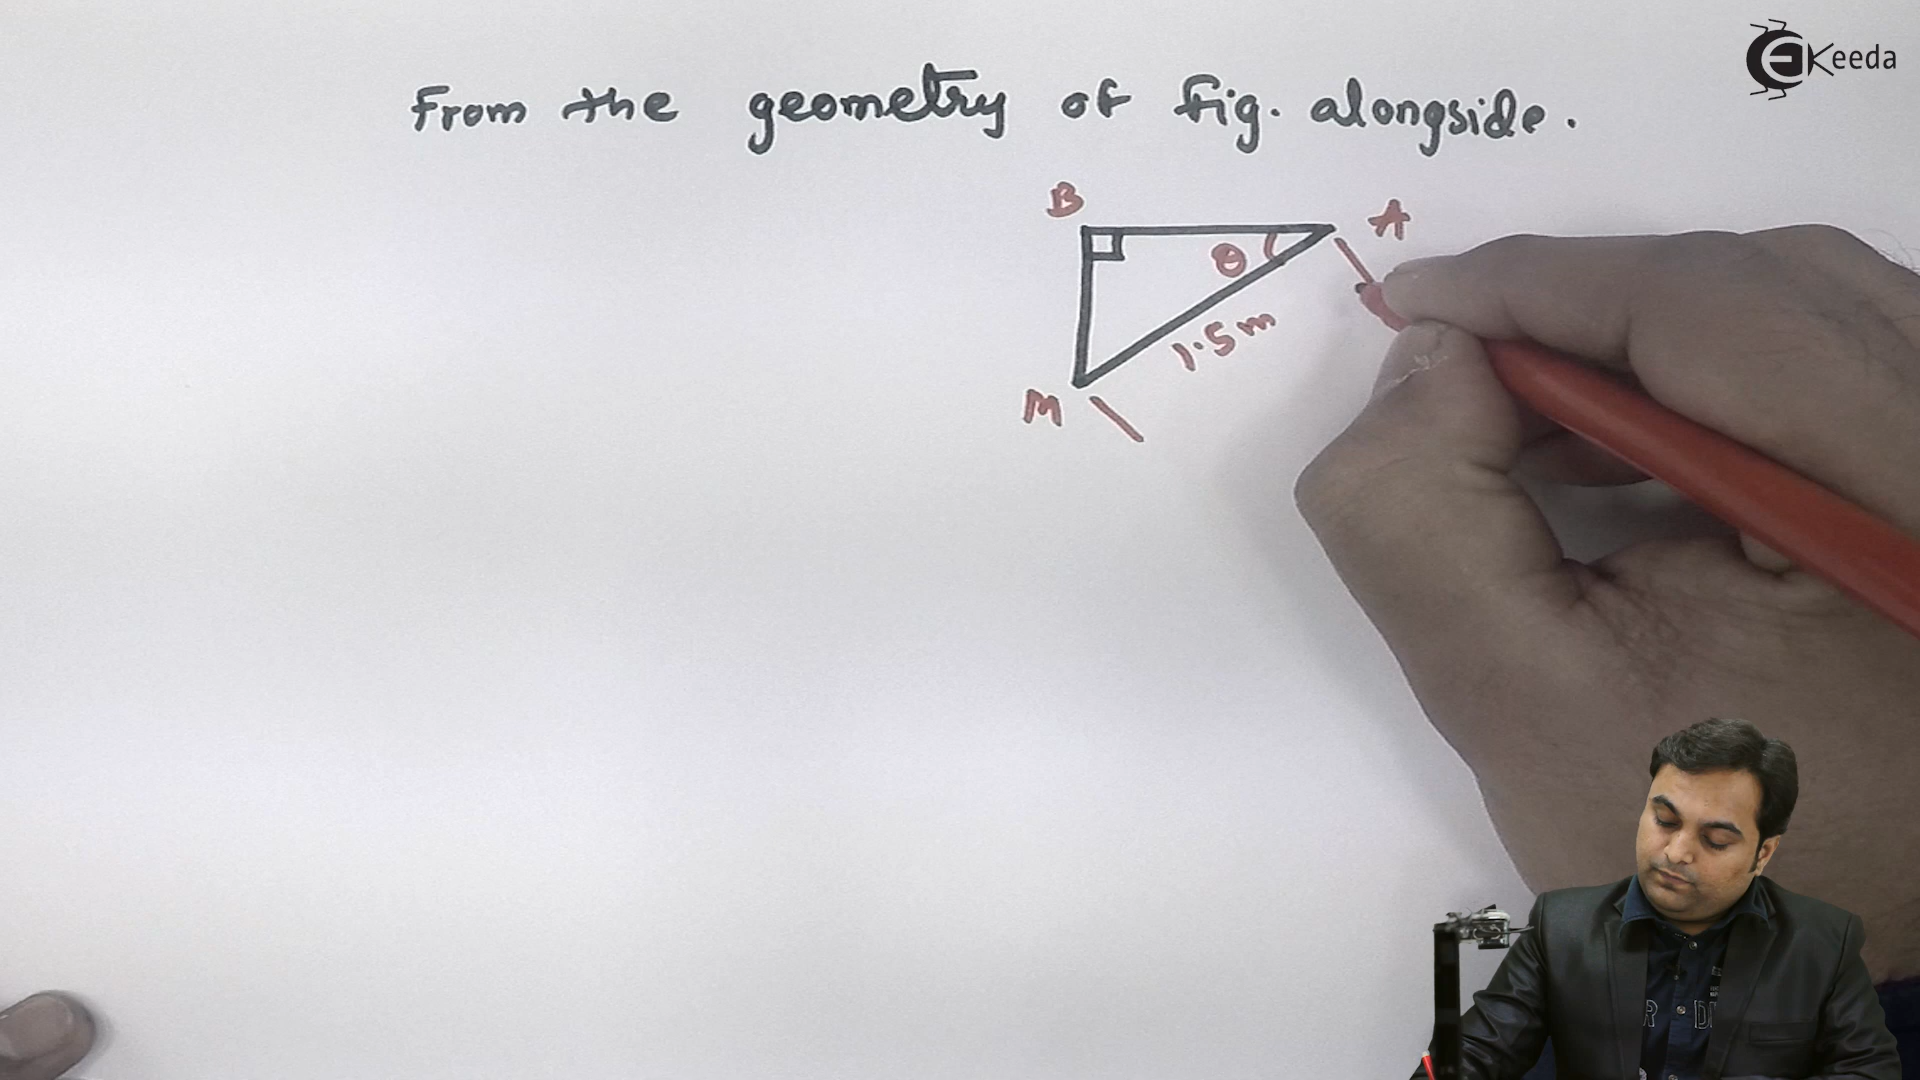 EKeeda
From the geometry of fig. alongside.
B
A
θ
1.5m
M